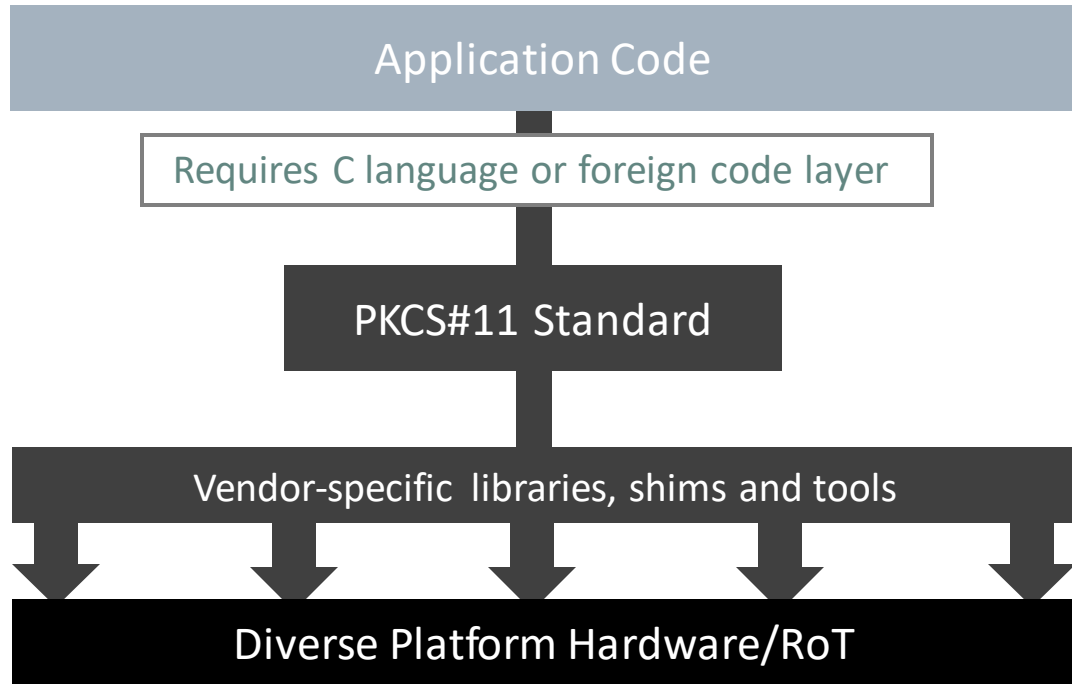 Application Code
Requires C language or foreign code layer
PKCS#11 Standard
Vendor-specific libraries, shims and tools
Diverse Platform Hardware/RoT